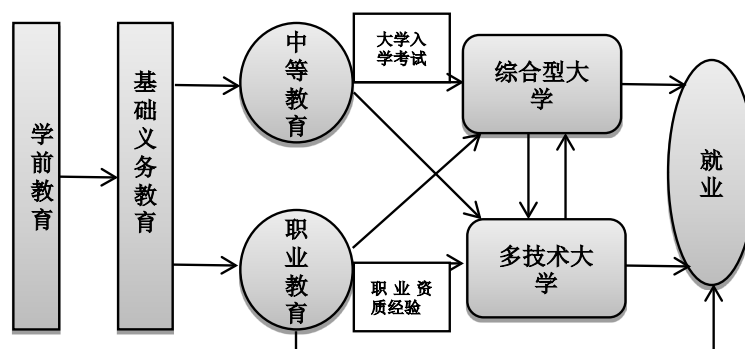 学前教育
基础义务教育
中等教育
大学入
学考试
综合型大
学
就业
职业教育
职业资
质经验
多技术大
学